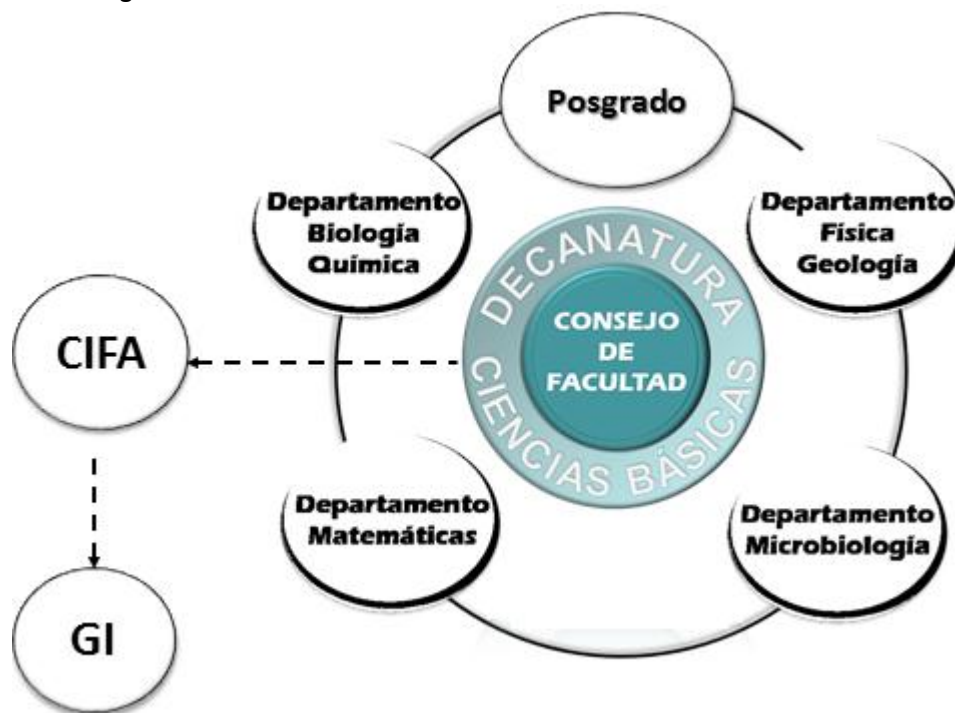 Posgrado
Departamento
Biología
Química
Departamento
Física
Geología
DECANATURA
CIENCIAS BÁSICAS
CONSEJO
DE
FACULTAD
CIFA
Departamento
Matemáticas
Departamento
Microbiología
GI